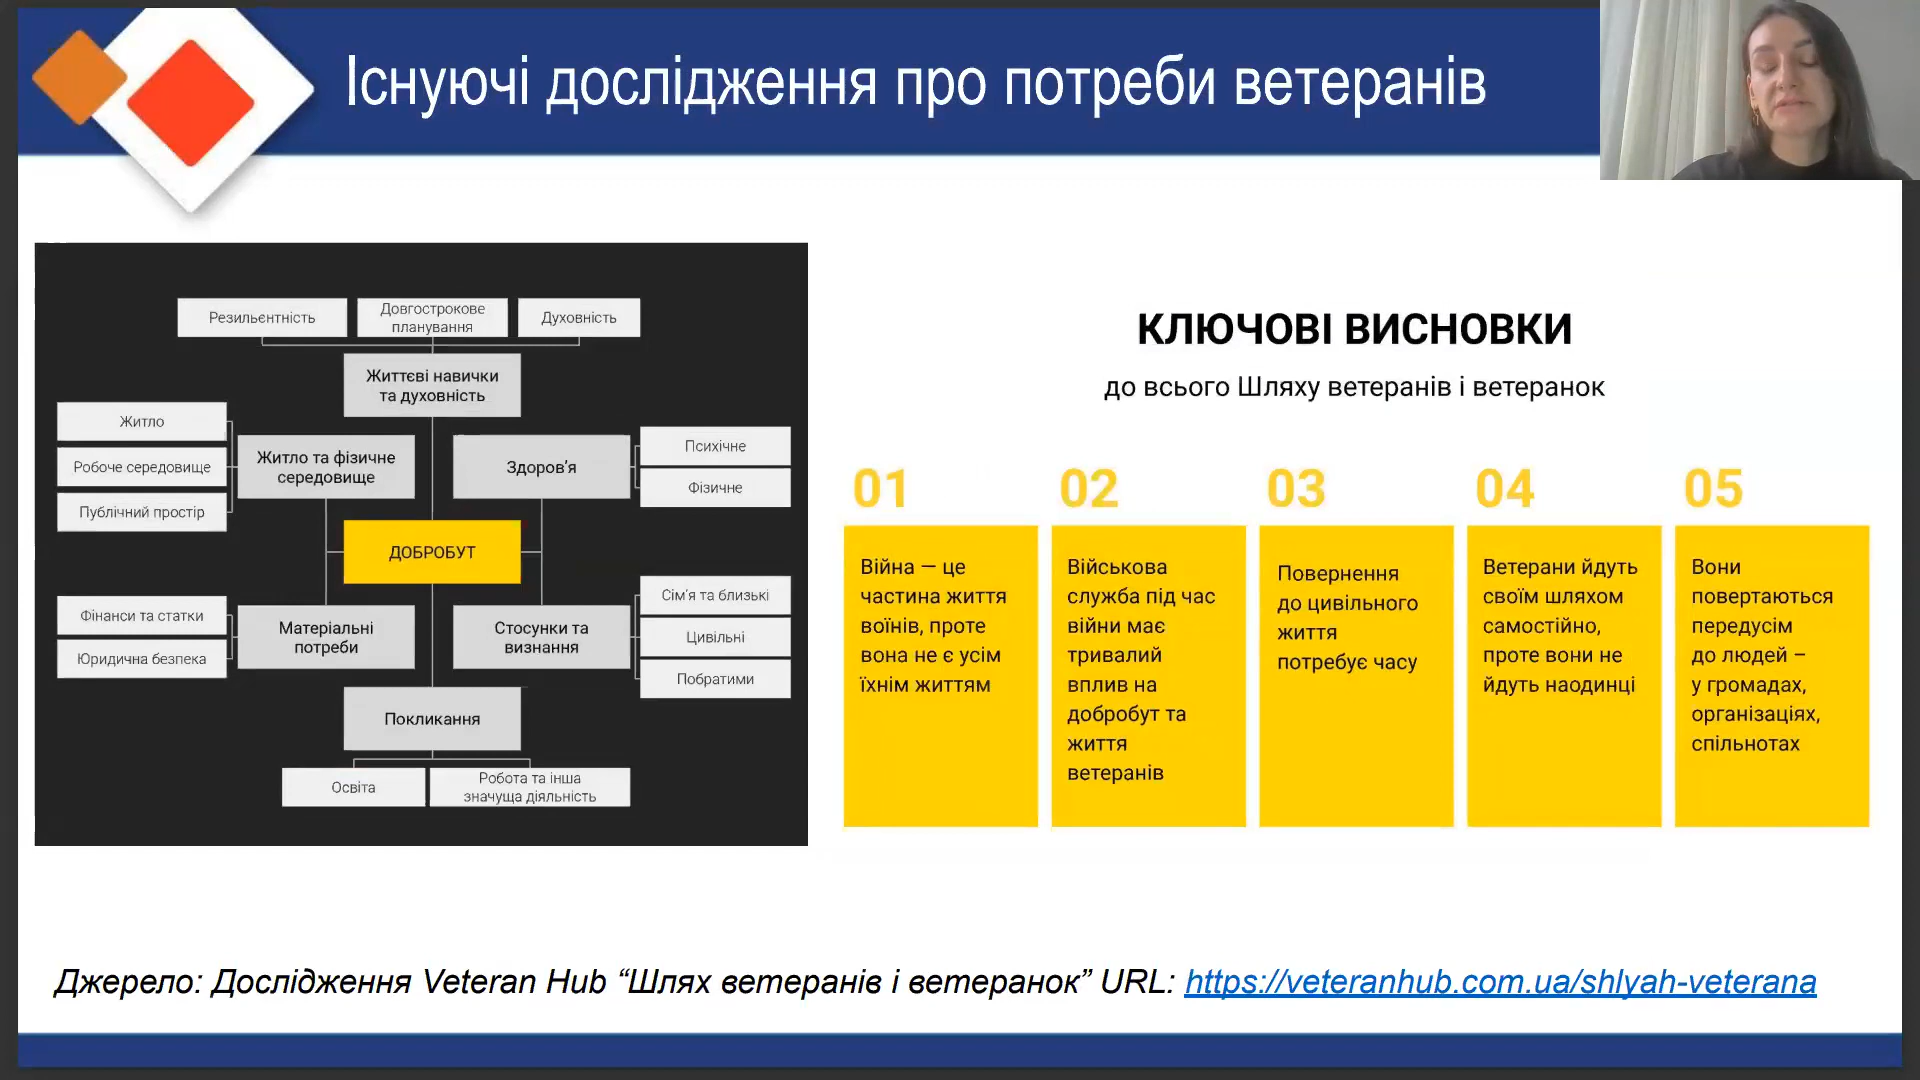 Існуючі дослідження про потреби ветеранів
Резильєнтність
Довгострокове
планування
Духовність
Життєві навички
та духовність
Житло
Робоче середовище
Публічний простір
Житло та фізичне
середовище
Здоров'я
Психічне
Фізичне
ДОБРОБУТ
Фінанси та статки
Юридична безпека
Матеріальні
потреби
Стосунки та
визнання
Сім'я та близькі
Цивільні
Побратими
Покликання
Освіта
Робота та інша
значуща діяльність
КЛЮЧОВІ ВИСНОВКИ
до всього Шляху ветеранів і ветеранок
01
Війна — це
частина життя
воїнів, проте
вона не є усім
їхнім життям
02
Військова
служба під час
війни має
тривалий
вплив на
добробут та
життя
ветеранів
03
Повернення
до цивільного
життя
потребує часу
04
Ветерани йдуть
своїм шляхом
самостійно,
проте вони не
йдуть наодинці
05
Вони
повертаються
передусім
до людей –
у громадах,
організаціях,
спільнотах
Джерело: Дослідження Veteran Hub “Шлях ветеранів і ветеранок” URL: https://veteranhub.com.ua/shlyah-veterana